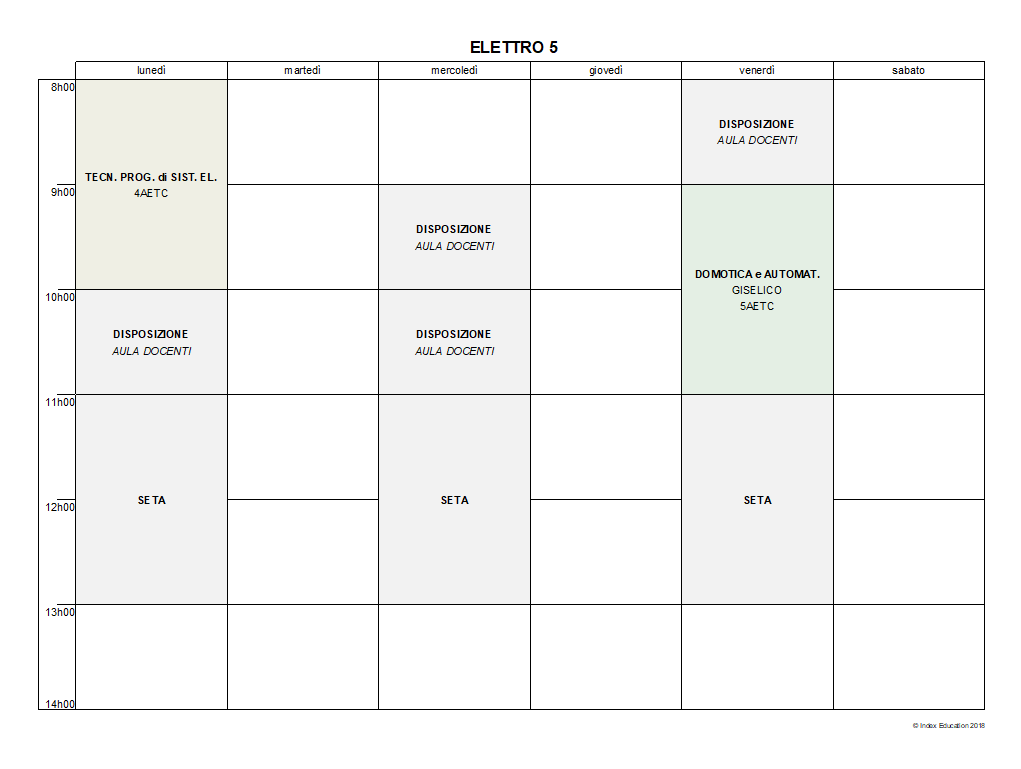 ELETTRO 5
lunedì martedì mercoledì giovedì venerdì sabato
8h00
DISPOSIZIONE
AULA DOCENTI
TECN. PROG. di SIST. EL.
4AETC
9h00
DISPOSIZIONE
AULA DOCENTI
DOMOTICA e AUTOMAT.
GISELICO
5AETC
10h00
DISPOSIZIONE DISPOSIZIONE
AULA DOCENTI AULA DOCENTI
11h00
SETA SETA SETA
12h00
13h00
14h00
© Index Education 2018